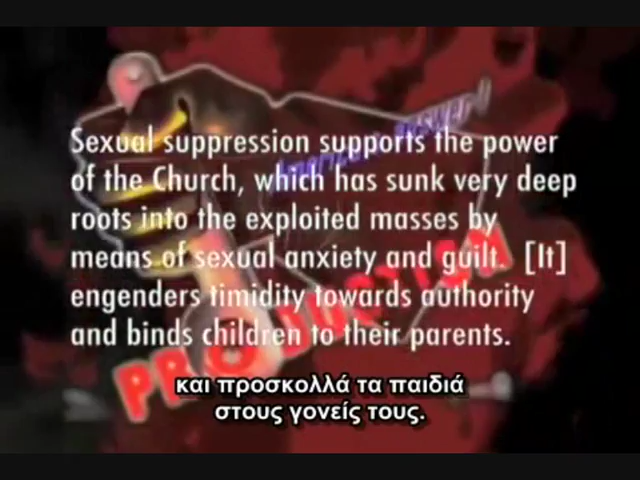 Sexual suppression supports the power
of the Church, which has sunk very deep
roots into the exploited masses by
means of sexual anxiety and guilt. [It]
engenders timidity towards authority
and binds children to their parents.
και προσκολλά τα παιδιά
στους γονείς τους.